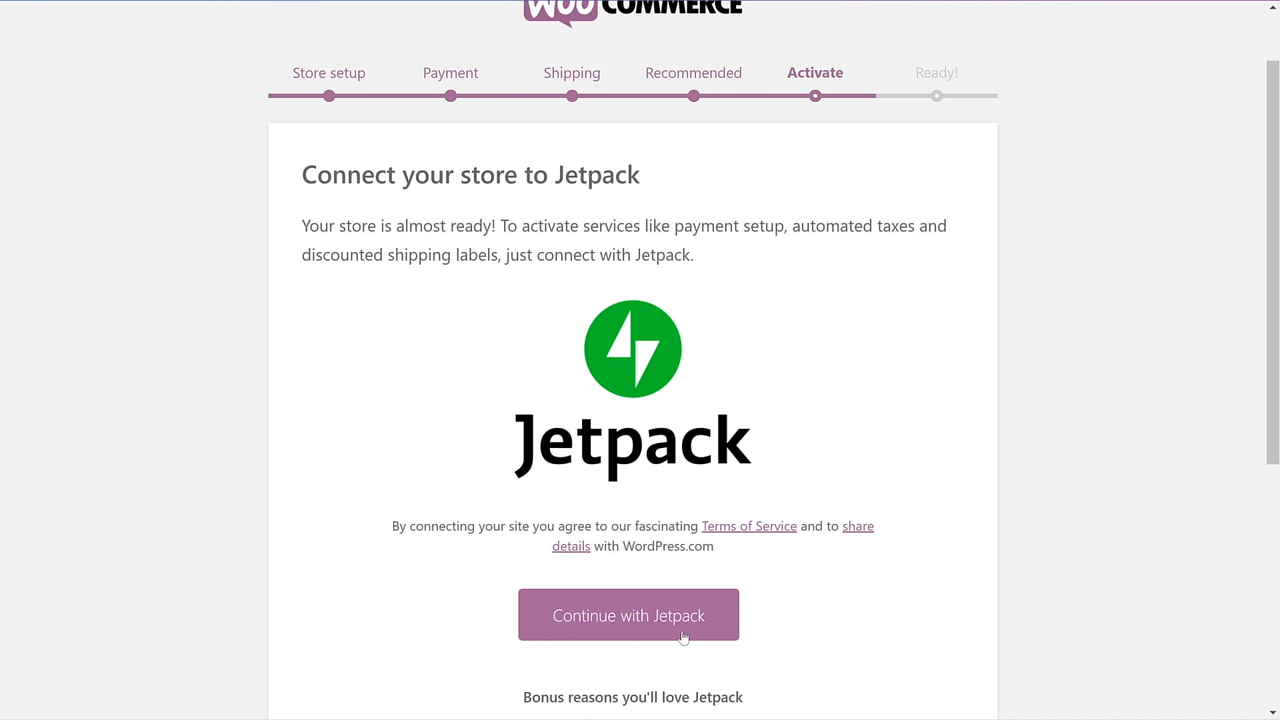 WOOCOMMERCE
Store setup
Payment
Shipping
Recommended
Activate
Ready!
Connect your store to Jetpack
Your store is almost ready! To activate services like payment setup, automated taxes and
discounted shipping labels, just connect with Jetpack.
Jetpack
By connecting your site you agree to our fascinating Terms of Service and to share
details with WordPress.com
Continue with Jetpack
Bonus reasons you'll love Jetpack